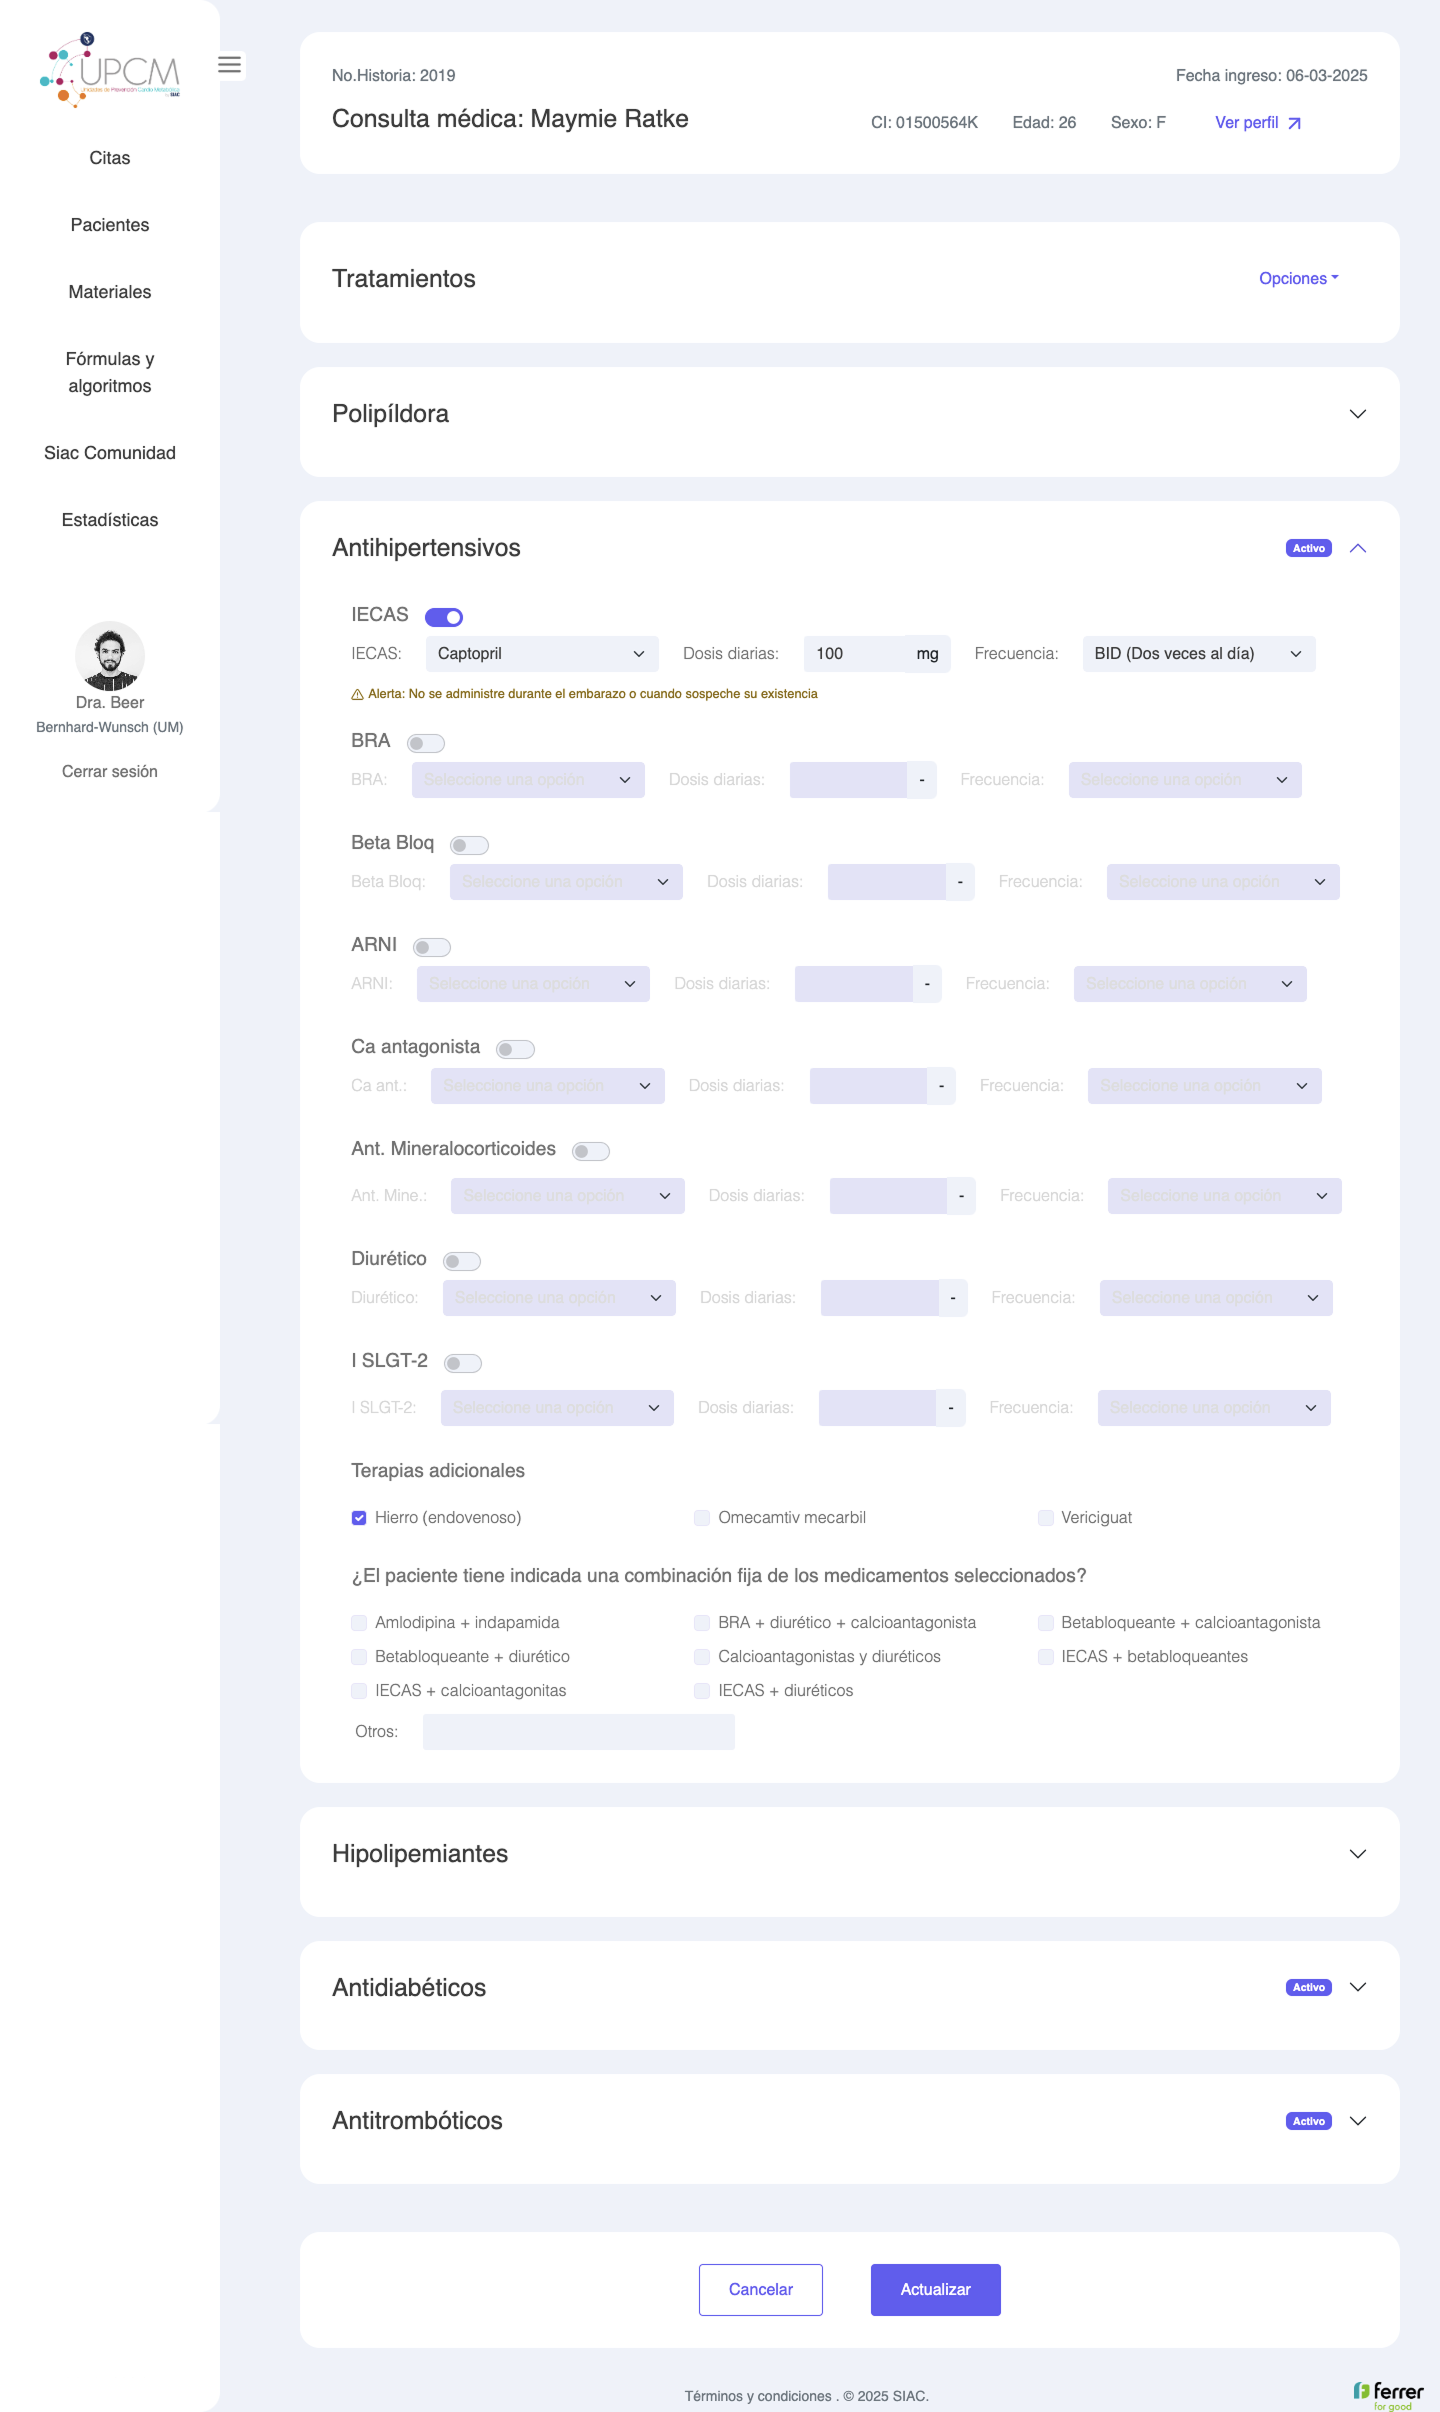 UPCM
Citas
Pacientes
Materiales
Fórmulas y
algoritmos
Siac Comunidad
Estadísticas
Dra. Beer
Bernhard-Wunsch (UM)
Cerrar sesión
No.Historia: 2019
Fecha ingreso: 06-03-2025
Consulta médica: Maymie Ratke
CI: 01500564K Edad: 26 Sexo: F Ver perfil
Tratamientos
Opciones
Polipíldora
Antihipertensivos
Activo
IECAS
IECAS: Captopril Dosis diarias: 100 mg Frecuencia: BID (Dos veces al día)
Alerta: No se administre durante el embarazo o cuando sospeche su existencia
BRA
BRA: Seleccione una opción Dosis diarias: - Frecuencia: Seleccione una opción
Beta Bloq
Beta Bloq: Seleccione una opción Dosis diarias: - Frecuencia: Seleccione una opción
ARNI
ARNI: Seleccione una opción Dosis diarias: - Frecuencia: Seleccione una opción
Ca antagonista
Ca ant.: Selecciona una opción Dosis diarias: - Frecuencia: Seleccione una opción
Ant. Mineralocorticoides
Ant. Mine.: Seleccione una opción Dosis diarias: - Frecuencia: Seleccione una opción
Diurético
Diurético: Seleccione una opción Dosis diarias: - Frecuencia: Seleccione una opción
I SLGT-2
I SLGT-2: Seleccione una opción Dosis diarias: - Frecuencia: Seleccione una opción
Terapias adicionales
Hierro (endovenoso) Omecamtiv mecarbil Vericiguat
¿El paciente tiene indicada una combinación fija de los medicamentos seleccionados?
Amlodipina + indapamida BRA + diurético + calcioantagonista Betabloqueante + calcioantagonista
Betabloqueante + diurético Calcioantagonistas y diuréticos IECAS + betabloqueantes
IECAS + calcioantagonitas IECAS + diuréticos
Otros:
Hipolipemiantes
Antidiabéticos
Activo
Antitrombóticos
Activo
Cancelar Actualizar
Términos y condiciones . © 2025 SIAC.
ferrer
for good